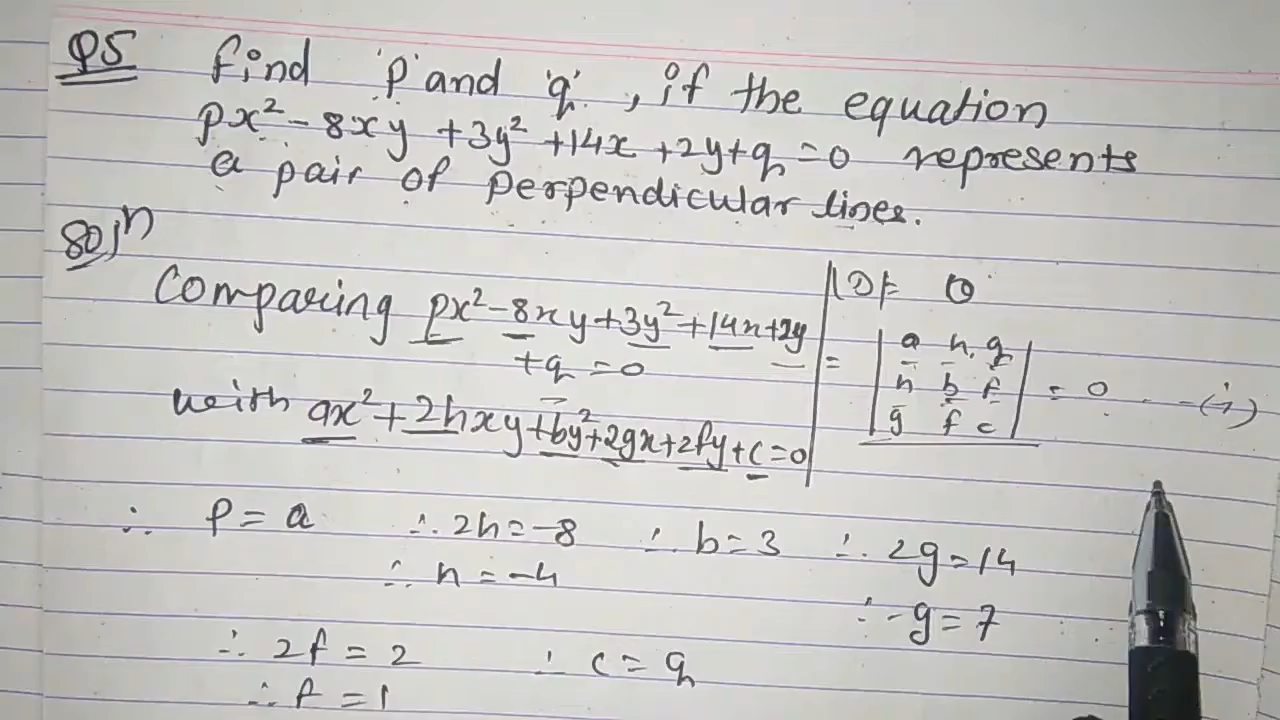 Q5 Find 'p' and 'q', if the equation
px² - 8xy + 3y² + 14x + 2y + q = 0 represents
a pair of perpendicular lines.
Solⁿ
Comparing px² - 8xy + 3y² + 14x + 2y
+ q = 0
with ax² + 2hxy + by² + 2gx + 2fy + c = 0
|D| = 0
= | a h g |
| h b f | = 0 --(i)
| g f c |
∴ p = a ∴ 2h = -8 ∴ b = 3 ∴ 2g = 14
∴ h = -4 ∴ g = 7
∴ 2f = 2 ∴ c = q
∴ f = 1